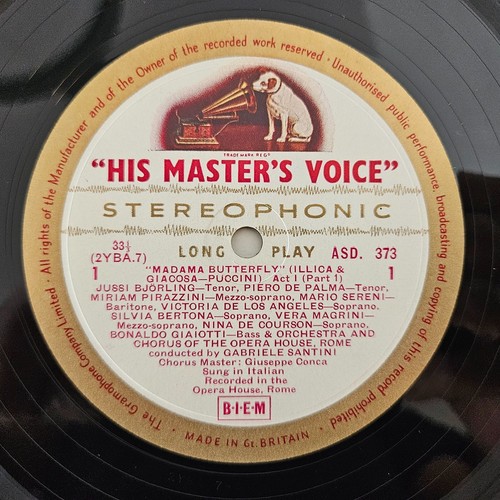 TRADE MARK REGD
"HIS MASTER'S VOICE"
STEREOPHONIC
33⅓
(2YBA.7)
LONG PLAY
ASD. 373
1
1
"MADAMA BUTTERFLY" (ILLICA &
GIACOSA—PUCCINI) Act I (Part 1)
JUSSI BJÖRLING—Tenor, PIERO DE PALMA—Tenor,
MIRIAM PIRAZZINI—Mezzo-soprano, MARIO SERENI—
Baritone, VICTORIA DE LOS ANGELES—Soprano,
SILVIA BERTONA—Soprano, VERA MAGRINI—
Mezzo-soprano, NINA DE COURSON—Soprano,
BONALDO GIAIOTTI—Bass & ORCHESTRA AND
CHORUS OF THE OPERA HOUSE, ROME
conducted by GABRIELE SANTINI
Chorus Master: Giuseppe Conca
Sung in Italian
Recorded in the
Opera House, Rome
B·I·E·M
The Gramophone Company Limited · All rights of the Manufacturer and of the Owner of the recorded work reserved · Unauthorised public performance, broadcasting and copying of this record prohibited ·
MADE IN Gt. BRITAIN